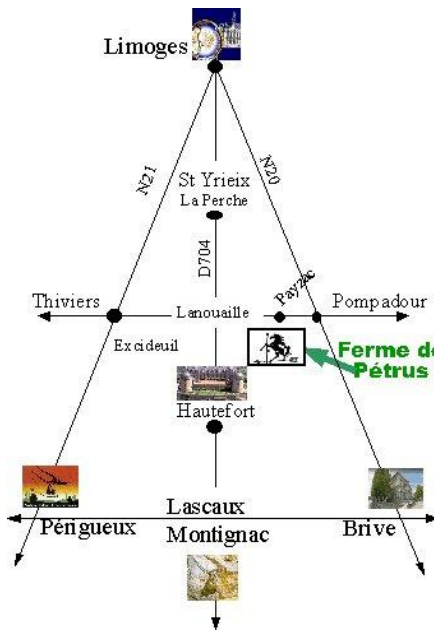 Limoges
N21
N20
St Yrieix
La Perche
D704
Payzac
Thiviers
Lanouaille
Pompadour
Excideuil
Ferme de
Pétrus
Hautefort
Lascaux
Périgueux
Montignac
Brive